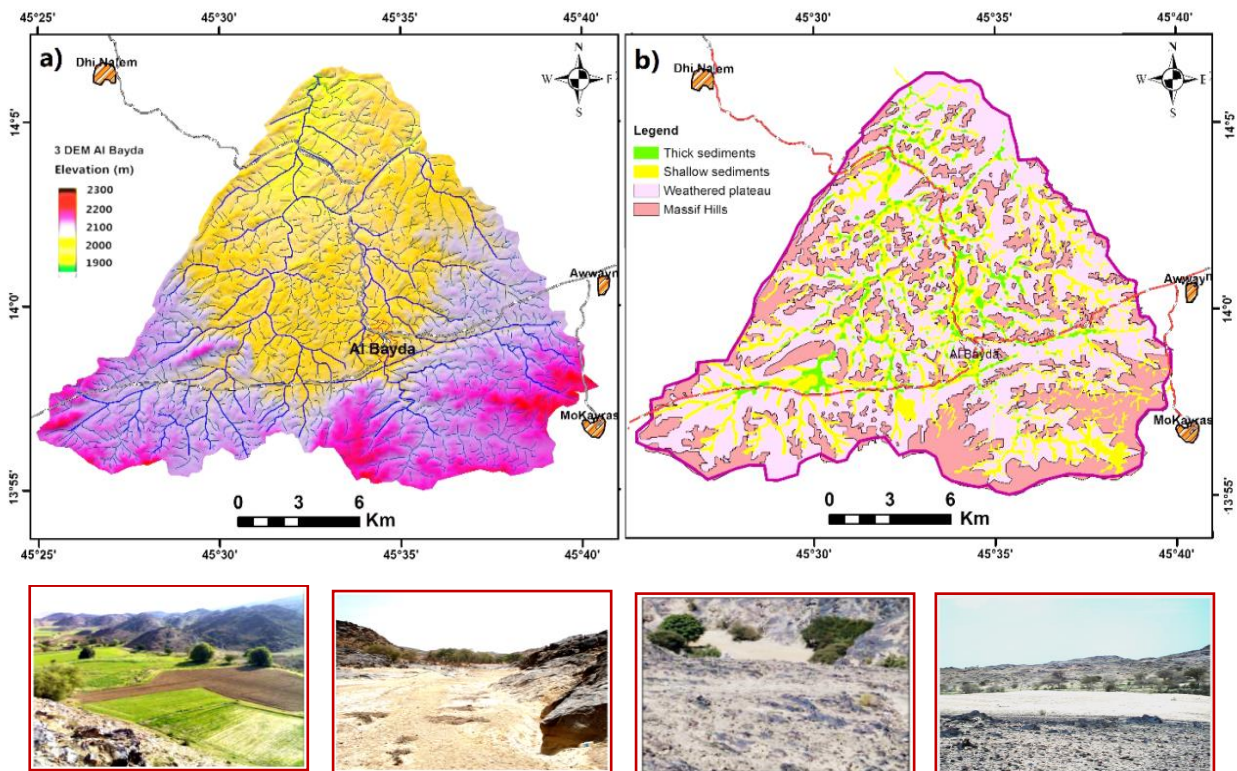 45°25' 45°30' 45°35' 45°40'
a)
Dhi Na'em
N
W
S
14°5'
3 DEM Al Bayda
Elevation (m)
2300
2200
2100
2000
1900
14°0'
Awwayn
Al Bayda
MoKayras
13°55'
0 3 6
Km
45°25' 45°30' 45°35' 45°40'
45°30' 45°35' 45°40'
b)
Dhi Na'em
N
W E
S
14°5'
Legend
Thick sediments
Shallow sediments
Weathered plateau
Massif Hills
Awwayn
14°0'
Al Bayda
MoKayras
13°55'
0 3 6
Km
45°30' 45°35' 45°40'